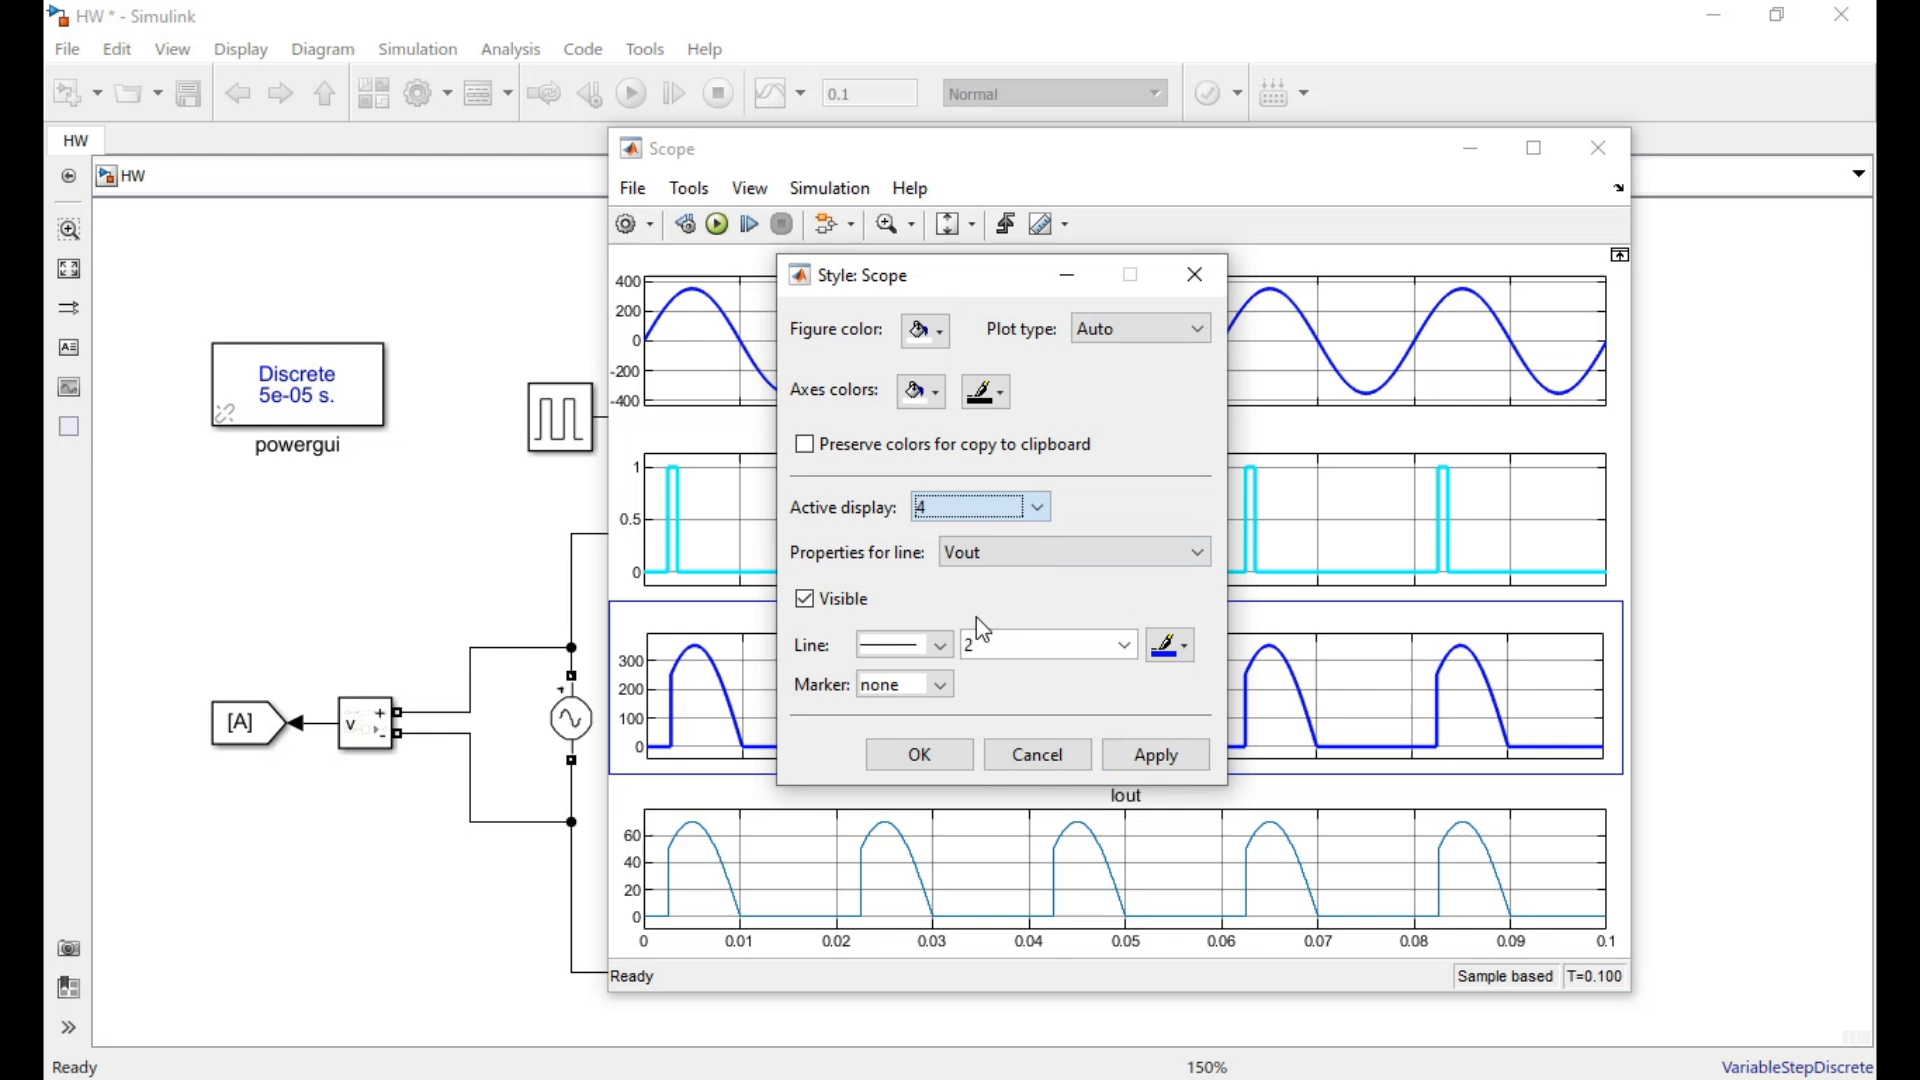 HW * - Simulink
File Edit View Display Diagram Simulation Analysis Code Tools Help
0.1 Normal
HW
HW
Discrete
5e-05 s.
powergui
[A]
v
+
-
+
Scope
File Tools View Simulation Help
400
200
0
-200
-400
1
0.5
0
300
200
100
0
Iout
60
40
20
0
0 0.01 0.02 0.03 0.04 0.05 0.06 0.07 0.08 0.09 0.1
Ready Sample based T=0.100
Style: Scope
Figure color: Plot type: Auto
Axes colors:
Preserve colors for copy to clipboard
Active display: 4
Properties for line: Vout
Visible
Line: 2
Marker: none
OK Cancel Apply
Ready 150% VariableStepDiscrete